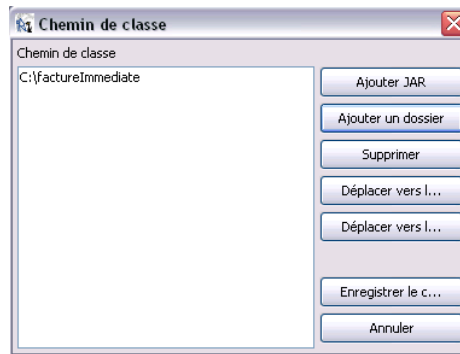 Chemin de classe
Chemin de classe
C:\factureImmediate
Ajouter JAR
Ajouter un dossier
Supprimer
Déplacer vers l...
Déplacer vers l...
Enregistrer le c...
Annuler